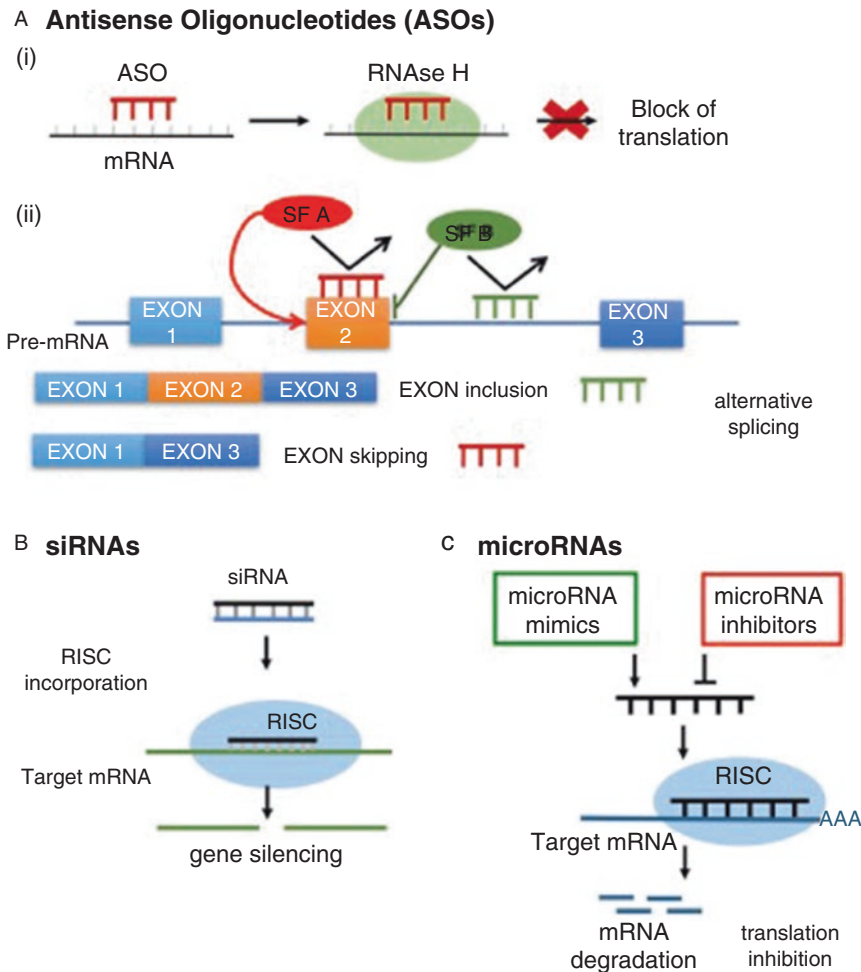 A Antisense Oligonucleotides (ASOs)
(i)
ASO
RNAse H
mRNA
Block of
translation
(ii)
SF A
SF B
EXON
1
EXON
2
EXON
3
Pre-mRNA
EXON 1 EXON 2 EXON 3 EXON inclusion
EXON 1 EXON 3 EXON skipping
alternative
splicing
B siRNAs
siRNA
RISC
incorporation
RISC
Target mRNA
gene silencing
C microRNAs
microRNA
mimics
microRNA
inhibitors
RISC
AAA
Target mRNA
mRNA
degradation
translation
inhibition